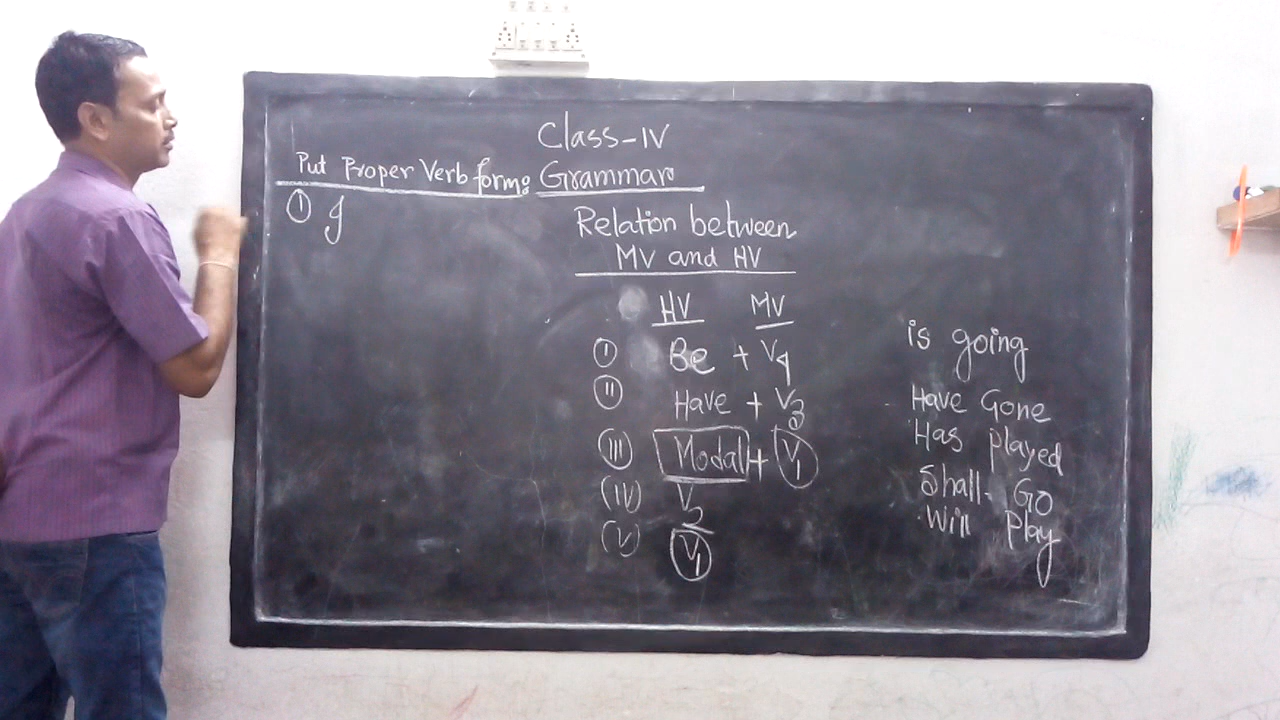 Class-IV
Put Proper Verb form: Grammar
① I
Relation between
MV and HV
HV MV
(I) Be + V4
(II) Have + V3
(III) Modal + V1
(IV) V2
(V) V1
is going
Have Gone
Has played
Shall Go
Will Play